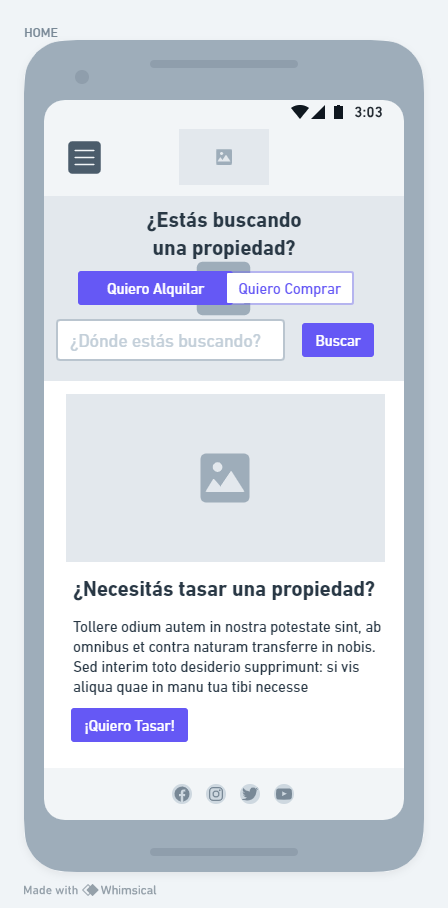 HOME
3:03
¿Estás buscando
una propiedad?
Quiero Alquilar
Quiero Comprar
¿Dónde estás buscando?
Buscar
¿Necesitás tasar una propiedad?
Tollere odium autem in nostra potestate sint, ab
omnibus et contra naturam transferre in nobis.
Sed interim toto desiderio supprimunt: si vis
aliqua quae in manu tua tibi necesse
¡Quiero Tasar!
Made with Whimsical